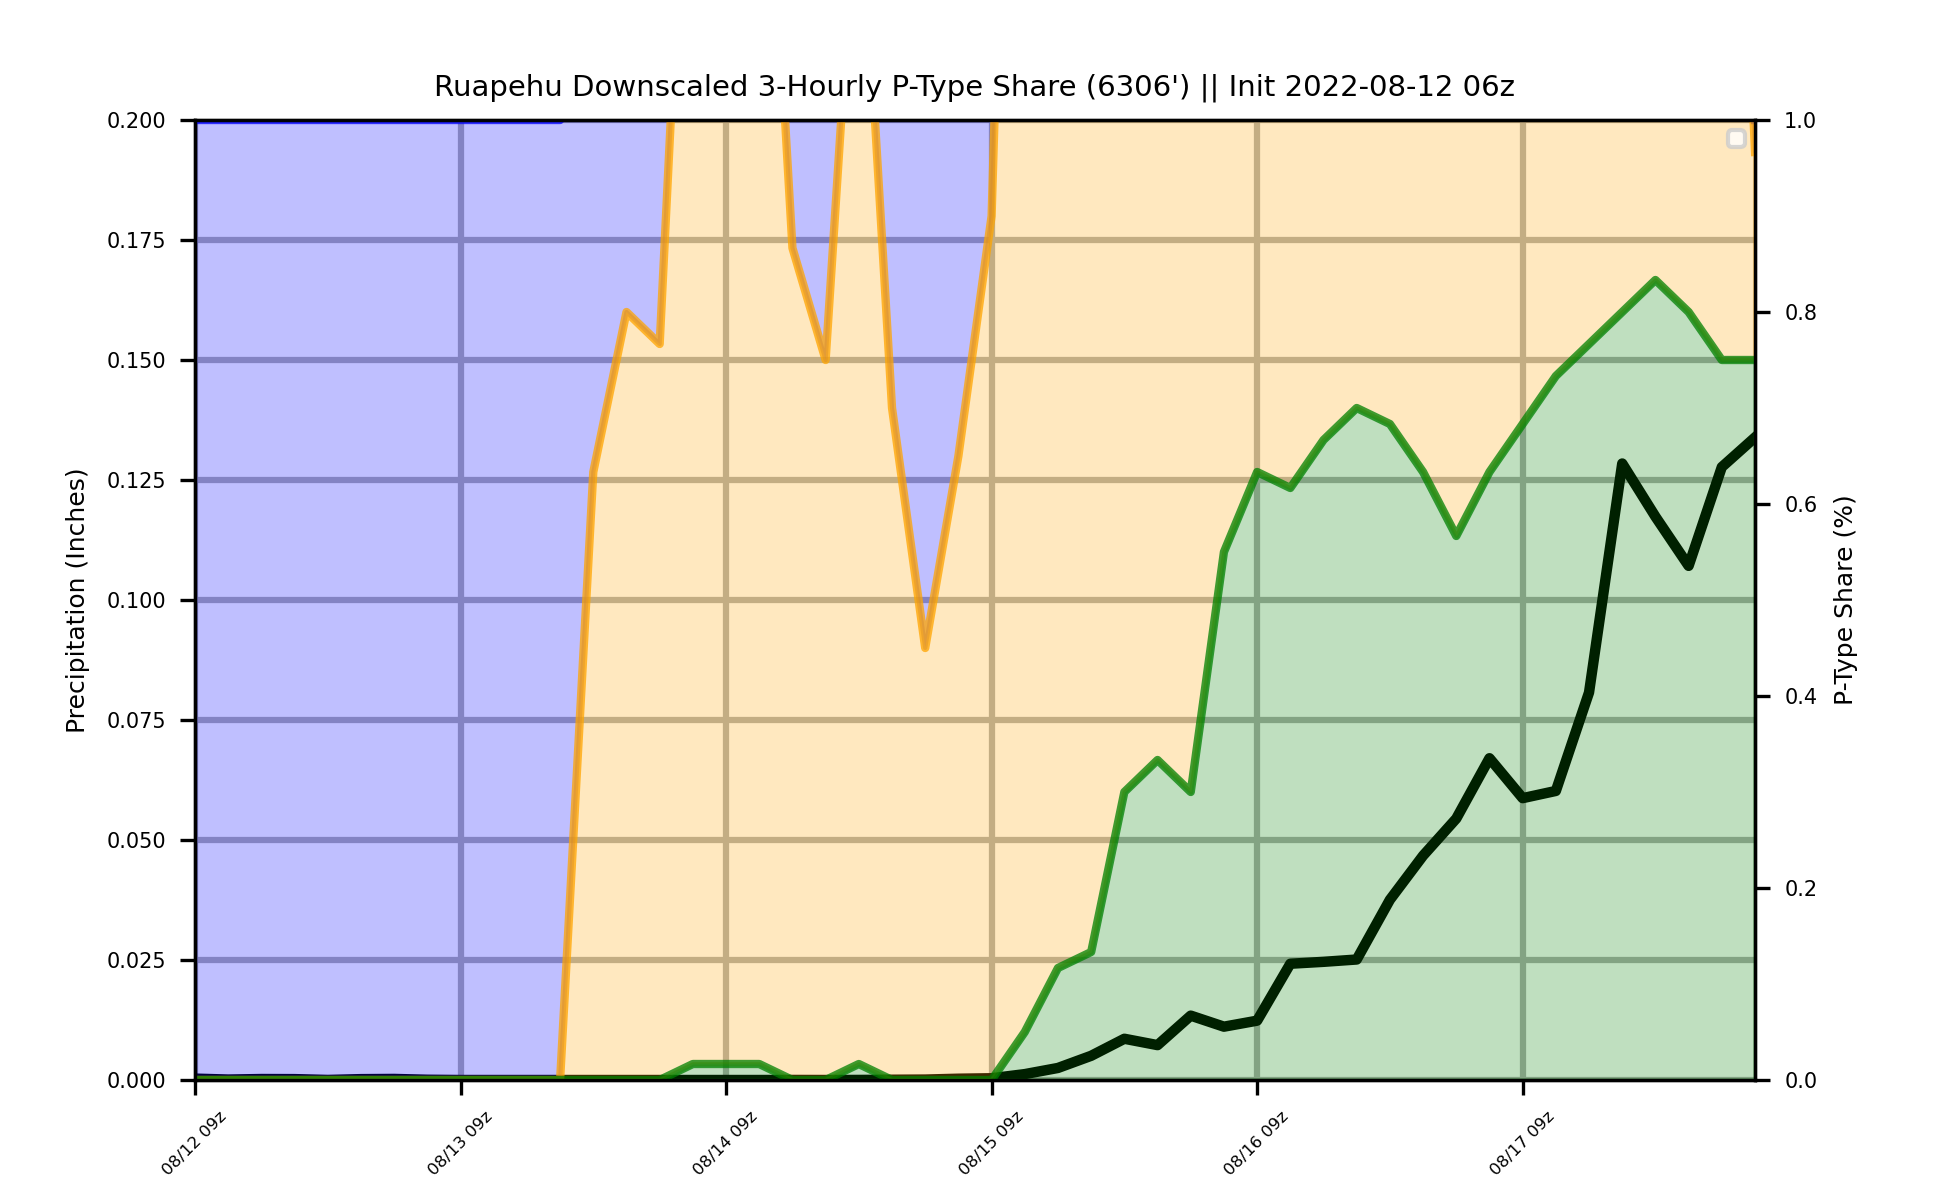 Ruapehu Downscaled 3-Hourly P-Type Share (6306') || Init 2022-08-12 06z
0.200
0.175
0.150
0.125
0.100
0.075
0.050
0.025
0.000
Precipitation (Inches)
1.0
0.8
0.6
0.4
0.2
0.0
P-Type Share (%)
08/12 09z
08/13 09z
08/14 09z
08/15 09z
08/16 09z
08/17 09z